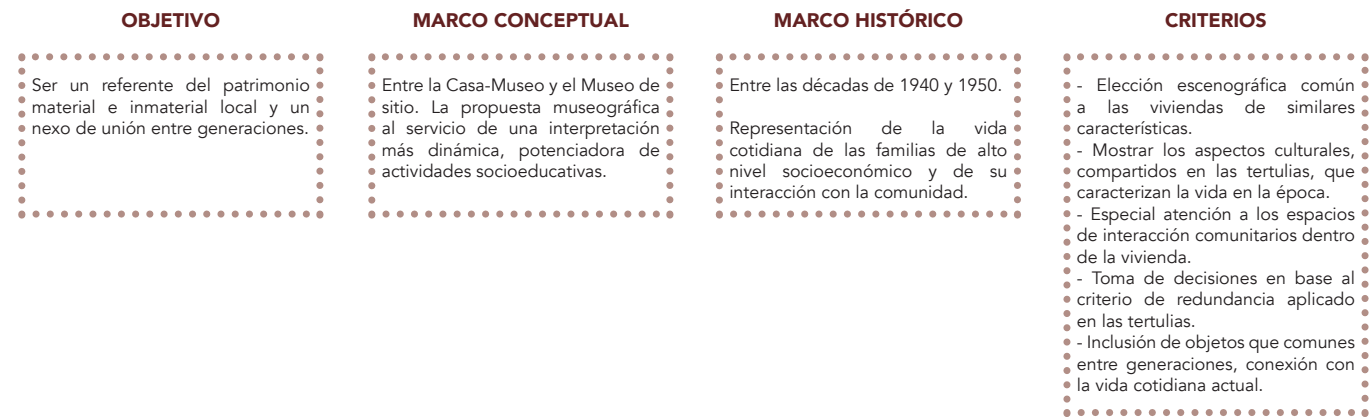 OBJETIVO
Ser un referente del patrimonio
material e inmaterial local y un
nexo de unión entre generaciones.
MARCO CONCEPTUAL
Entre la Casa-Museo y el Museo de
sitio. La propuesta museográfica
al servicio de una interpretación
más dinámica, potenciadora de
actividades socioeducativas.
MARCO HISTÓRICO
Entre las décadas de 1940 y 1950.
Representación de la vida
cotidiana de las familias de alto
nivel socioeconómico y de su
interacción con la comunidad.
CRITERIOS
- Elección escenográfica común
a las viviendas de similares
características.
- Mostrar los aspectos culturales,
compartidos en las tertulias, que
caracterizan la vida en la época.
- Especial atención a los espacios
de interacción comunitarios dentro
de la vivienda.
- Toma de decisiones en base al
criterio de redundancia aplicado
en las tertulias.
- Inclusión de objetos que comunes
entre generaciones, conexión con
la vida cotidiana actual.